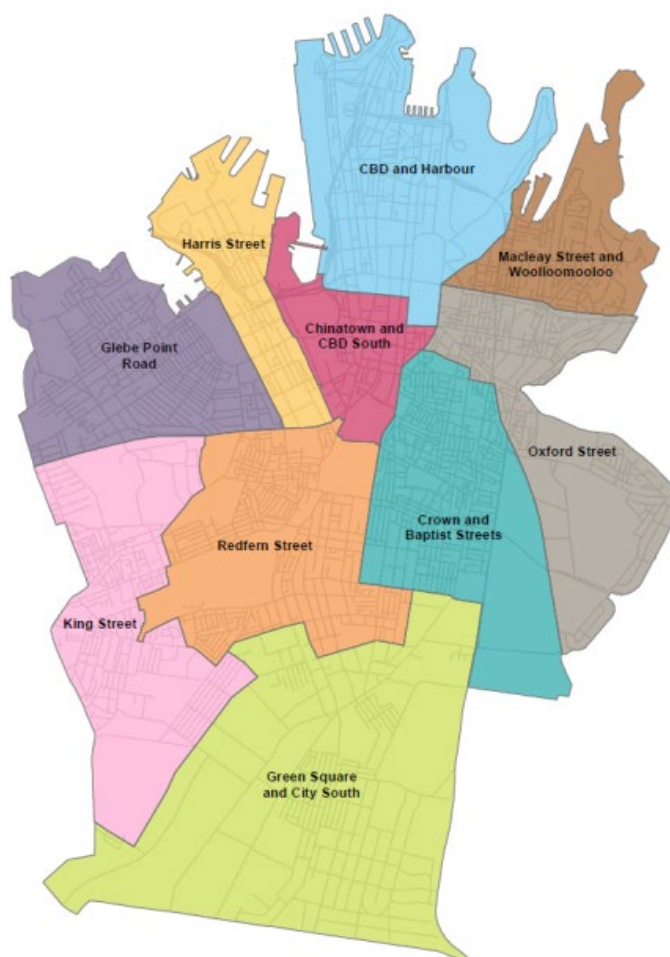 CBD and Harbour
Harris Street
Macleay Street and
Woolloomooloo
Chinatown and
CBD South
Glebe Point
Road
Oxford Street
Crown and
Baptist Streets
Redfern Street
King Street
Green Square
and City South